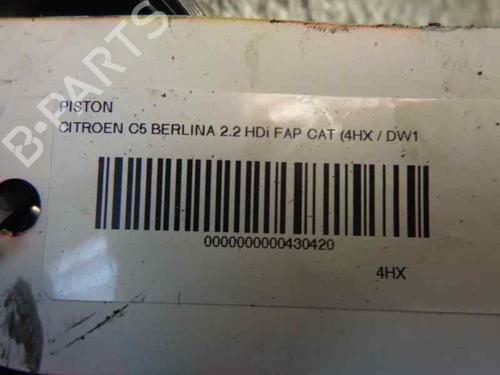 B-PARTS
PISTON
CITROEN C5 BERLINA 2.2 HDi FAP CAT (4HX / DW1
0000000000430420
4HX